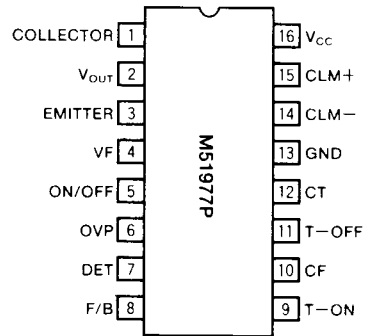 COLLECTOR 1
VOUT 2
EMITTER 3
VF 4
ON/OFF 5
OVP 6
DET 7
F/B 8
M51977P
16 VCC
15 CLM+
14 CLM−
13 GND
12 CT
11 T−OFF
10 CF
9 T−ON